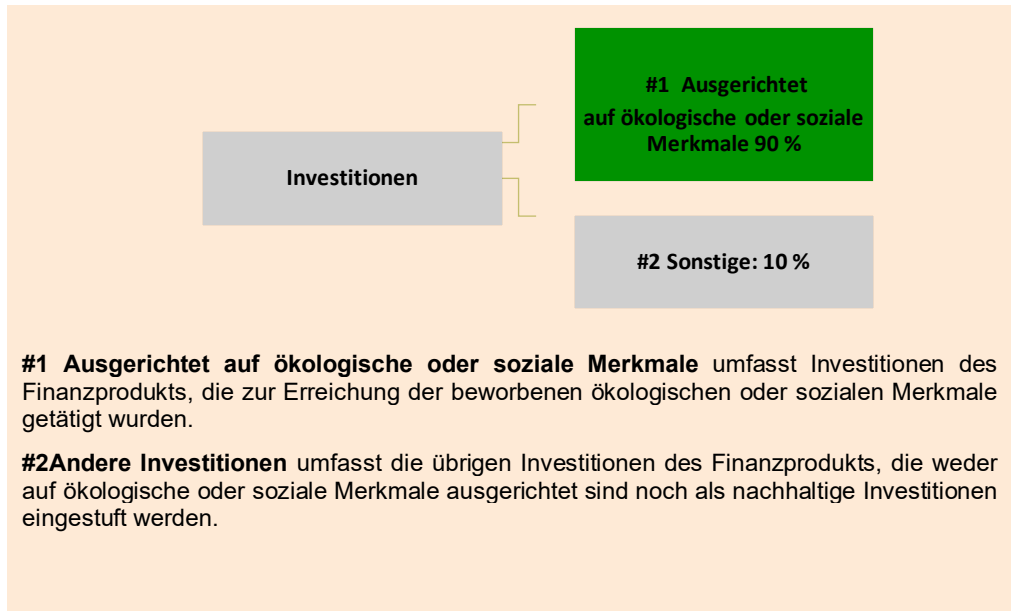 #1 Ausgerichtet
auf ökologische oder soziale
Merkmale 90 %
Investitionen
#2 Sonstige: 10 %
#1 Ausgerichtet auf ökologische oder soziale Merkmale umfasst Investitionen des
Finanzprodukts, die zur Erreichung der beworbenen ökologischen oder sozialen Merkmale
getätigt wurden.
#2Andere Investitionen umfasst die übrigen Investitionen des Finanzprodukts, die weder
auf ökologische oder soziale Merkmale ausgerichtet sind noch als nachhaltige Investitionen
eingestuft werden.